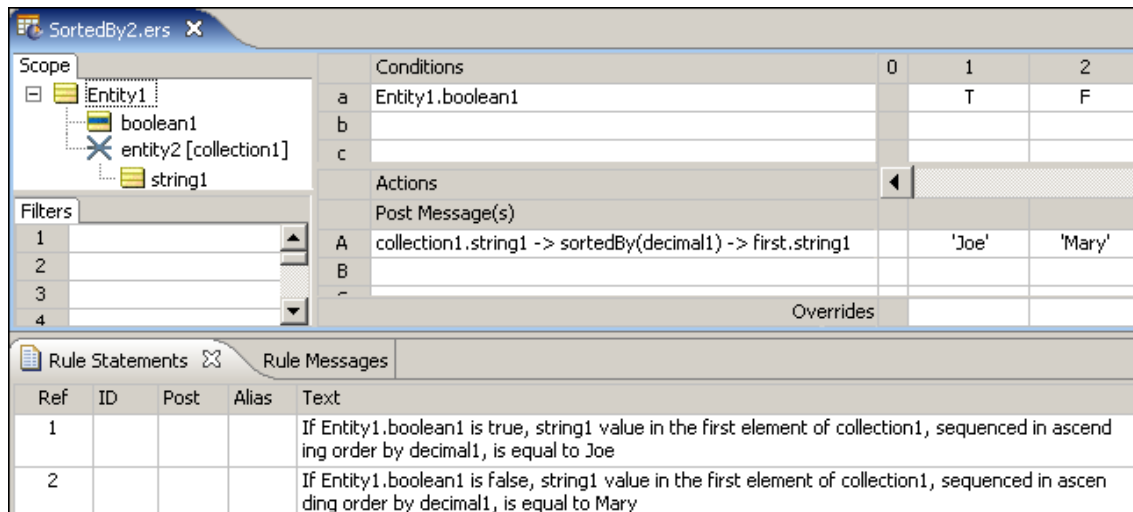 SortedBy2.ers
Scope
Entity1
boolean1
entity2 [collection1]
string1
Filters
1
2
3
4
Conditions 0 1 2
a Entity1.boolean1 T F
b
c
Actions
Post Message(s)
A collection1.string1 -> sortedBy(decimal1) -> first.string1 'Joe' 'Mary'
B
Overrides
Rule Statements Rule Messages
Ref ID Post Alias Text
1 If Entity1.boolean1 is true, string1 value in the first element of collection1, sequenced in ascend
ing order by decimal1, is equal to Joe
2 If Entity1.boolean1 is false, string1 value in the first element of collection1, sequenced in ascen
ding order by decimal1, is equal to Mary